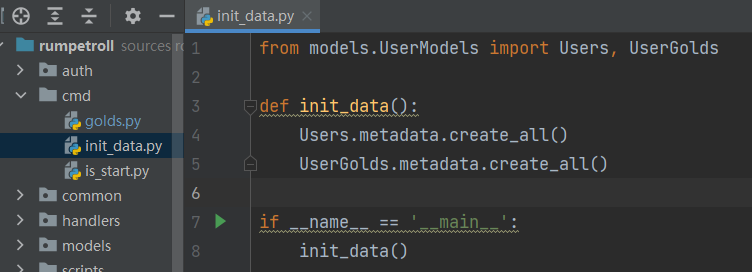 rumpetroll sources ro
auth
cmd
golds.py
init_data.py
is_start.py
common
handlers
models
scripts
init_data.py
1 from models.UserModels import Users, UserGolds
2
3 def init_data():
4     Users.metadata.create_all()
5     UserGolds.metadata.create_all()
6
7 if __name__ == '__main__':
8     init_data()